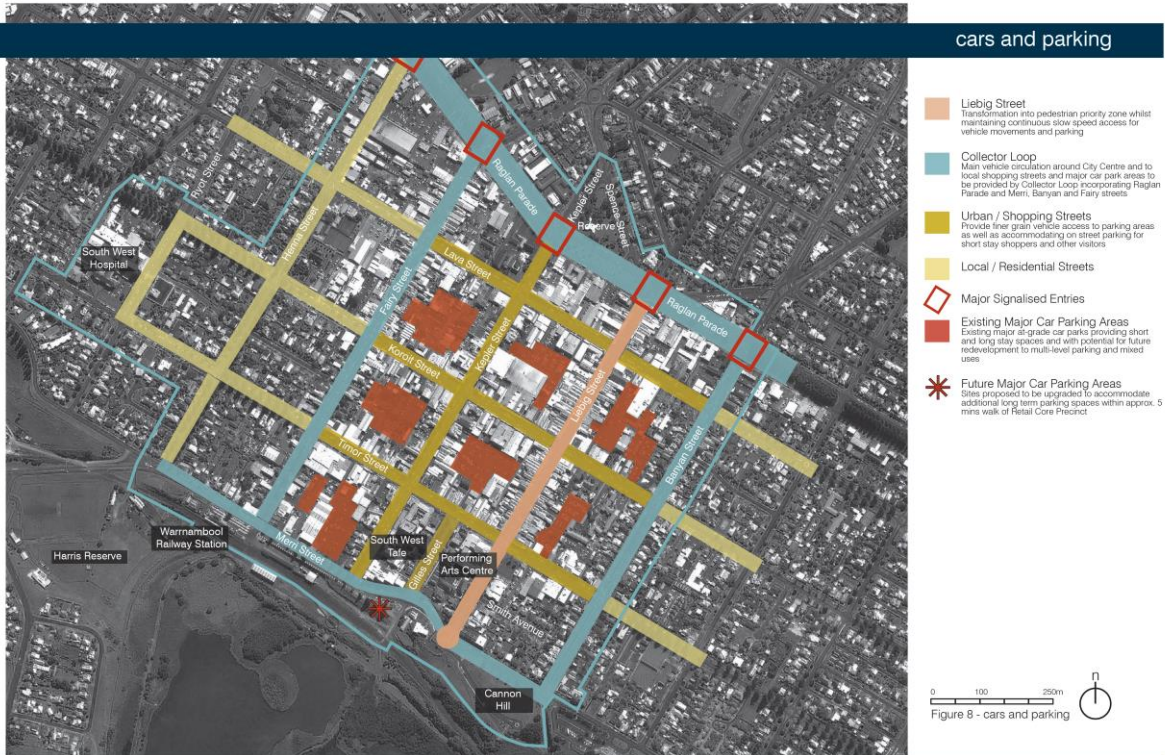 cars and parking
Liebig Street
Transformation into pedestrian priority zone whilst
maintaining continuous slow speed access for
vehicle movements and parking
Collector Loop
Main vehicle circulation around City Centre and to
local shopping streets and major car park areas to
be provided by Collector Loop incorporating Raglan
Parade and Merri, Banyan and Fairy streets
Urban / Shopping Streets
Provide finer grain vehicle access to parking areas
as well as accommodating on street parking for
short stay shoppers and other visitors
Local / Residential Streets
Major Signalised Entries
Existing Major Car Parking Areas
Existing major at-grade car parks providing short
and long stay spaces and with potential for future
redevelopment to multi-level parking and mixed
uses
Future Major Car Parking Areas
Sites proposed to be upgraded to accommodate
additional long term parking spaces within approx. 5
mins walk of Retail Core Precinct
Ryot Street
Raglan Parade
Kepler Street
Reserve
Spence Street
South West
Hospital
Henna Street
Lava Street
Fairy Street
Raglan Parade
Kepler Street
Koroit Street
Liebig Street
Timor Street
Banyan Street
Warrnambool
Railway Station
Harris Reserve
Merri Street
South West
Tafe
Gilles Street
Performing
Arts Centre
Smith Avenue
Cannon
Hill
n
0 100 250m
Figure 8 - cars and parking